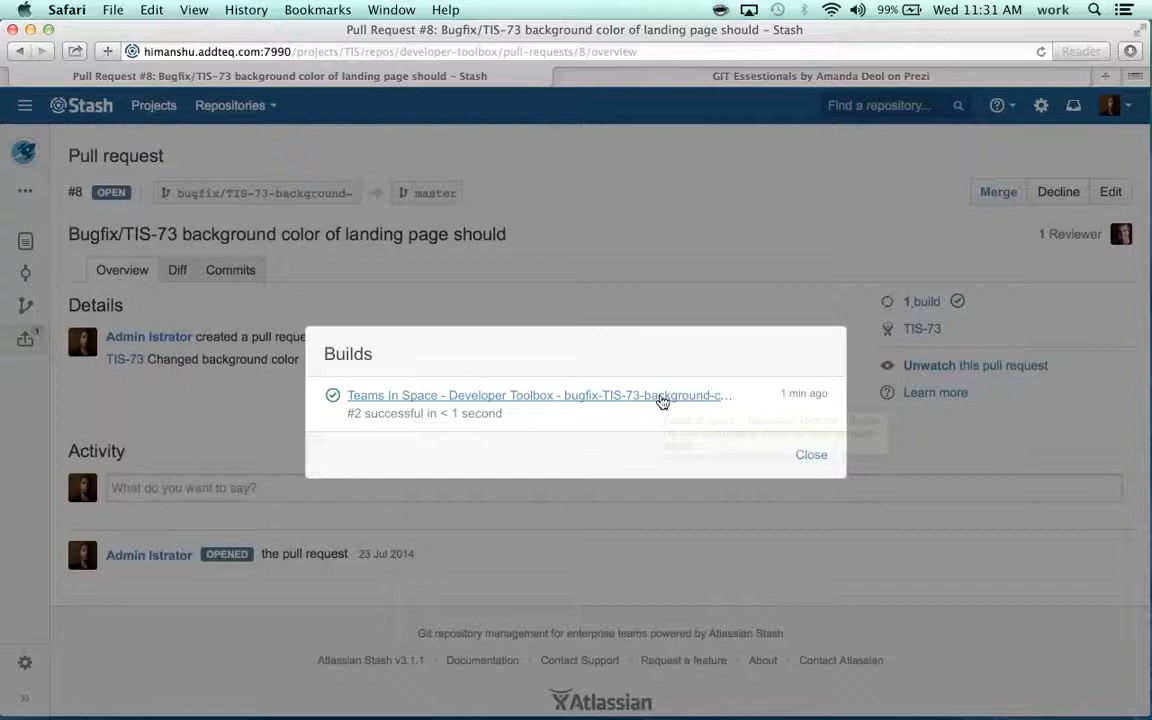 Safari File Edit View History Bookmarks Window Help 99% Wed 11:31 AM work
Pull Request #8: Bugfix/TIS-73 background color of landing page should – Stash
himanshu.addteq.com:7990/projects/TIS/repos/developer-toolbox/pull-requests/8/overview Reader
Pull Request #8: Bugfix/TIS-73 background color of landing page should – Stash GIT Essestionals by Amanda Deol on Prezi
Stash Projects Repositories Find a repository...
Pull request
#8 OPEN bugfix/TIS-73-background- master Merge Decline Edit
Bugfix/TIS-73 background color of landing page should 1 Reviewer
Overview Diff Commits
Details 1 build
Admin Istrator created a pull reque TIS-73
TIS-73 Changed background color Unwatch this pull request
Learn more
Builds
Teams In Space - Developer Toolbox - bugfix-TIS-73-background-c... 1 min ago
#2 successful in < 1 second
Close
Activity
What do you want to say?
Admin Istrator OPENED the pull request 23 Jul 2014
Git repository management for enterprise teams powered by Atlassian Stash
Atlassian Stash v3.1.1 Documentation Contact Support Request a feature About Contact Atlassian
Atlassian